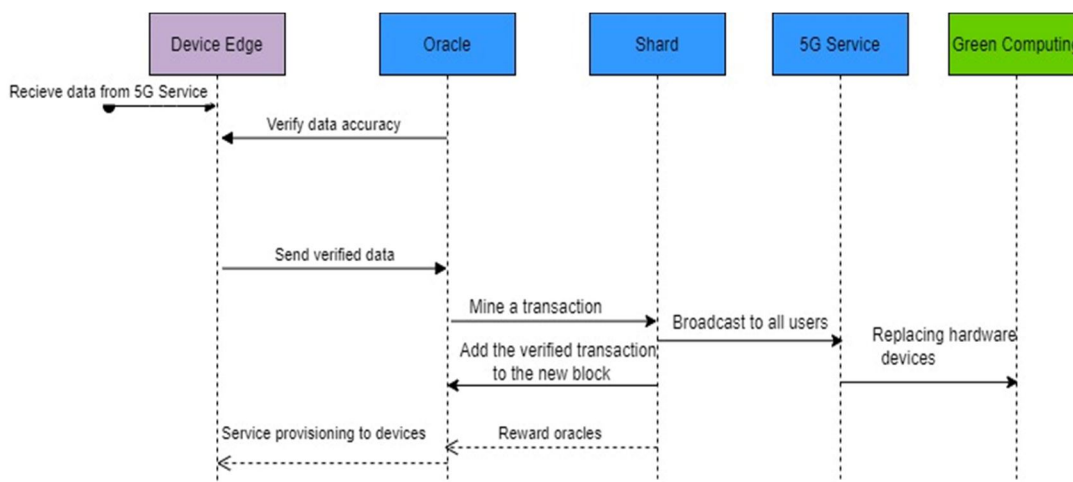 Device Edge
Oracle
Shard
5G Service
Green Computing
Recieve data from 5G Service
Verify data accuracy
Send verified data
Mine a transaction
Broadcast to all users
Replacing hardware
devices
Add the verified transaction
to the new block
Service provisioning to devices
Reward oracles